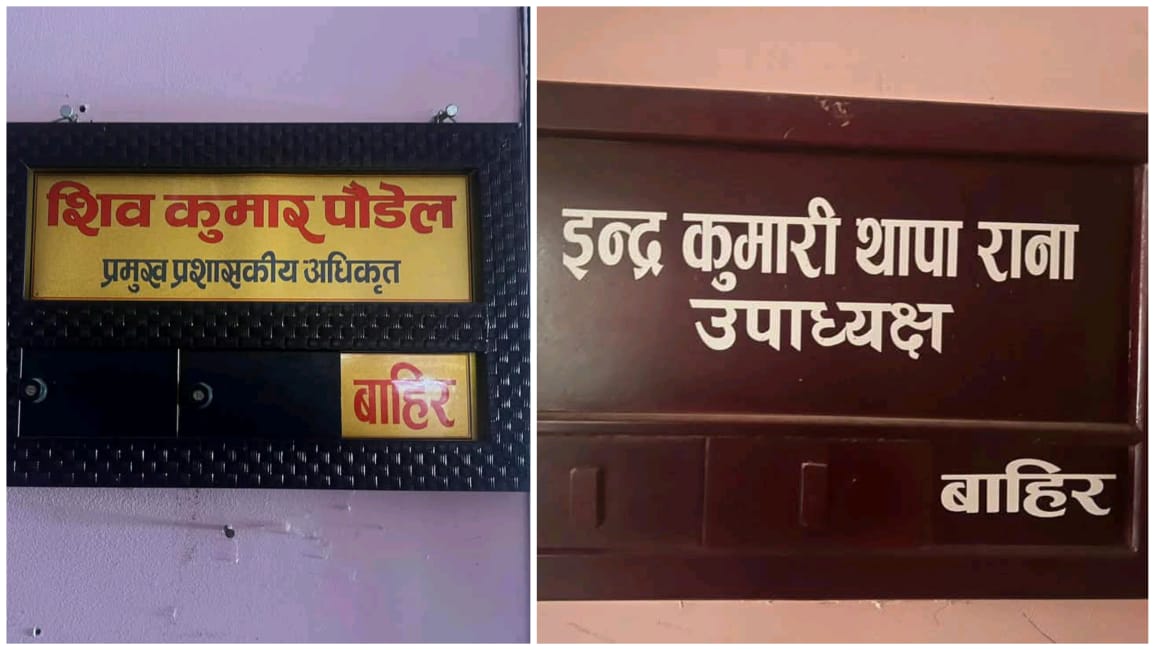 शिव कुमार पौडेल
प्रमुख प्रशासकीय अधिकृत
बाहिर
इन्द्र कुमारी थापा राना
उपाध्यक्ष
बाहिर